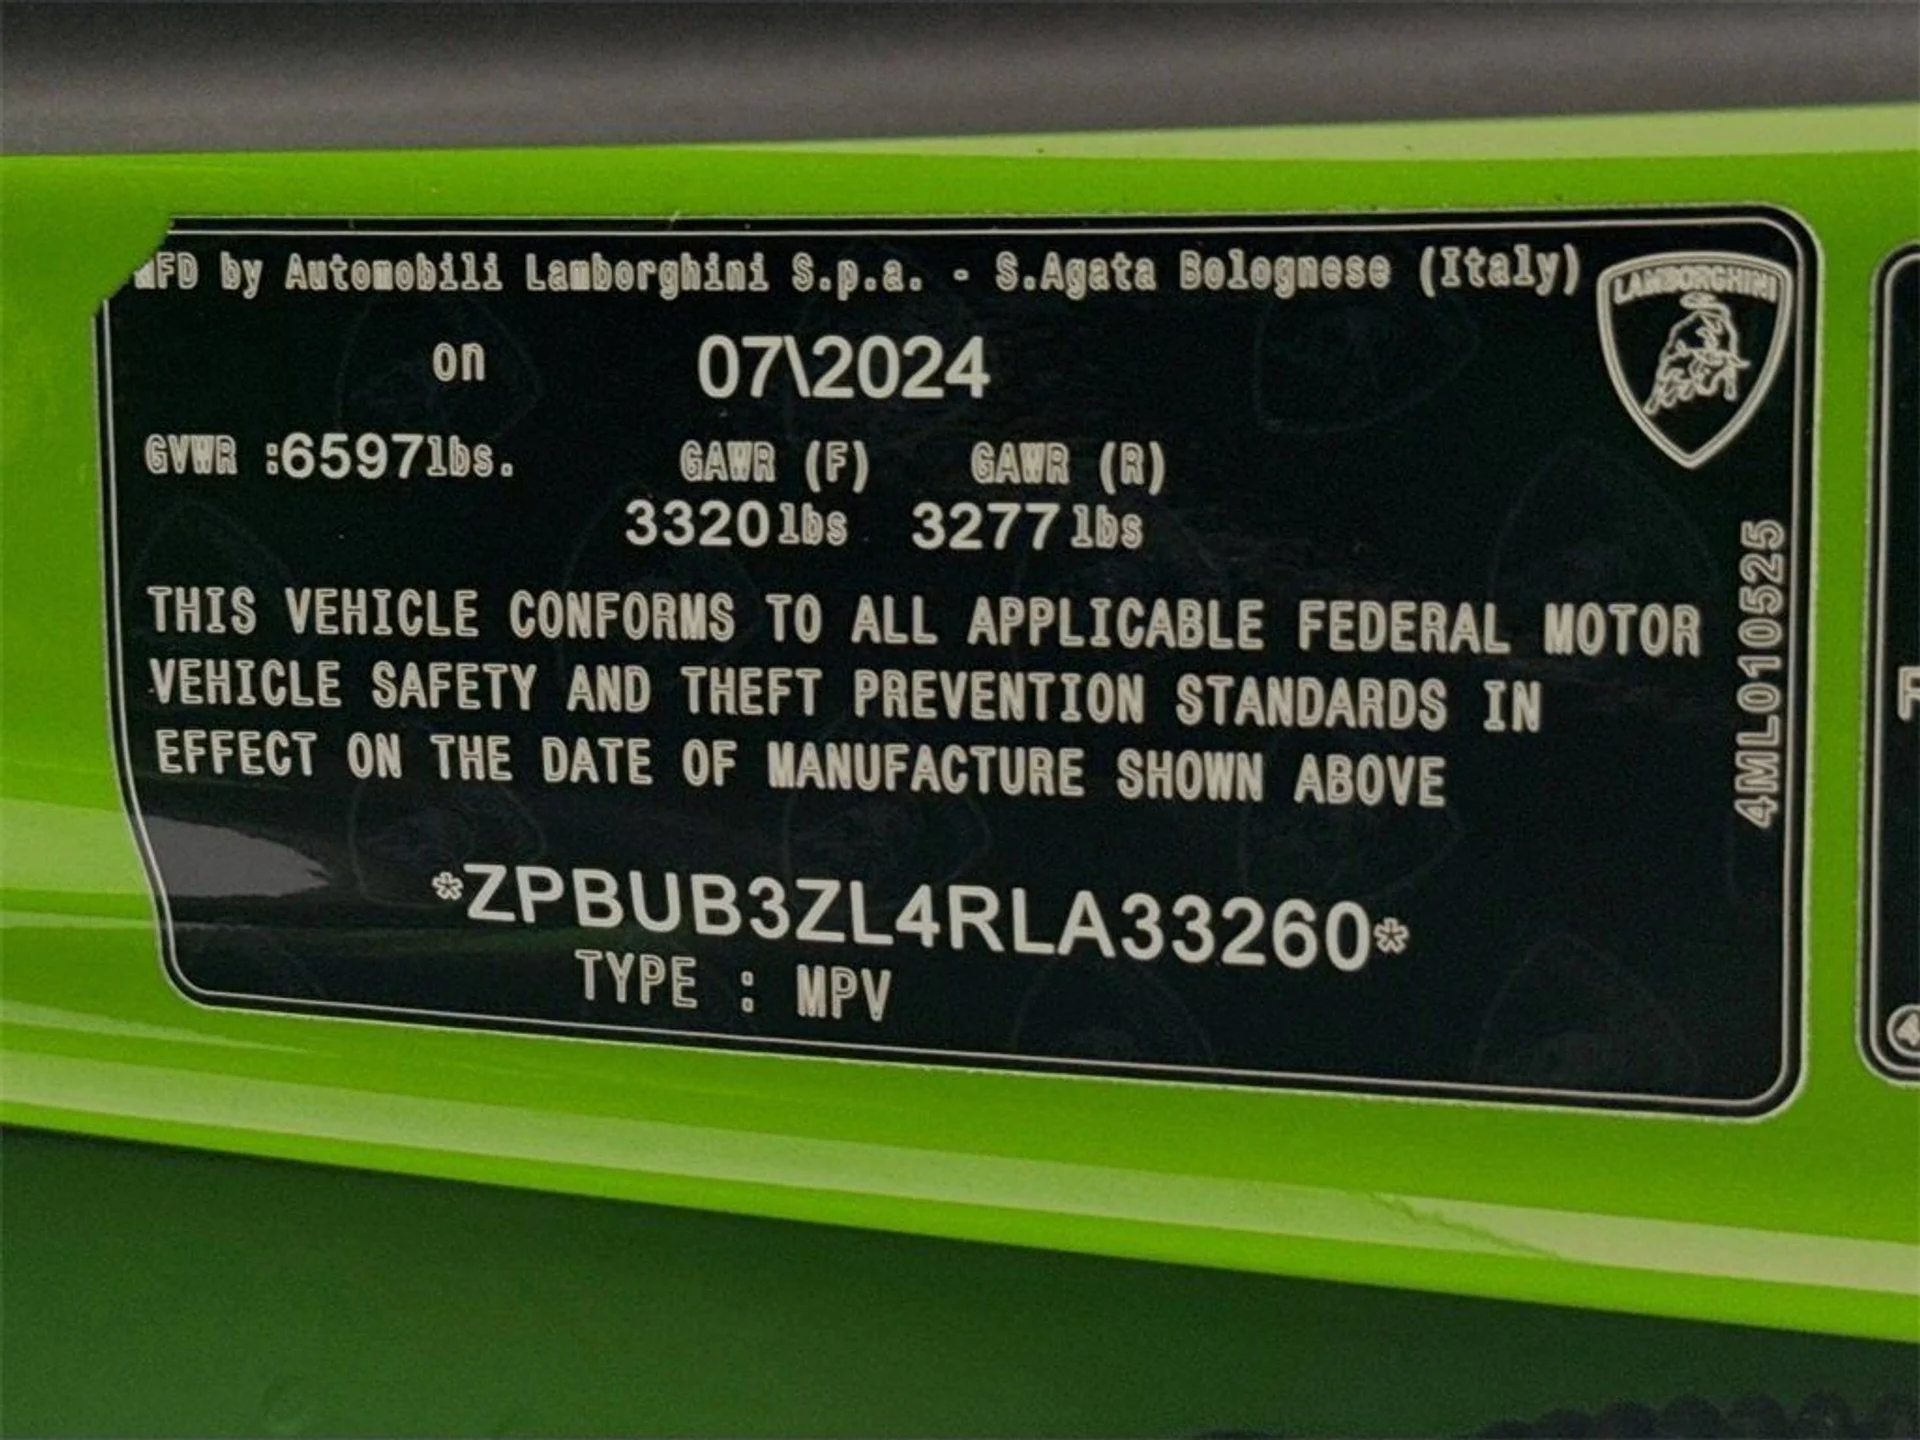 MFD by Automobili Lamborghini S.p.a. - S.Agata Bolognese (Italy)
LAMBORGHINI
on 07\2024
GVWR :6597lbs. GAWR (F) GAWR (R)
3320lbs 3277lbs
THIS VEHICLE CONFORMS TO ALL APPLICABLE FEDERAL MOTOR
VEHICLE SAFETY AND THEFT PREVENTION STANDARDS IN
EFFECT ON THE DATE OF MANUFACTURE SHOWN ABOVE
*ZPBUB3ZL4RLA33260*
TYPE : MPV
4ML010525